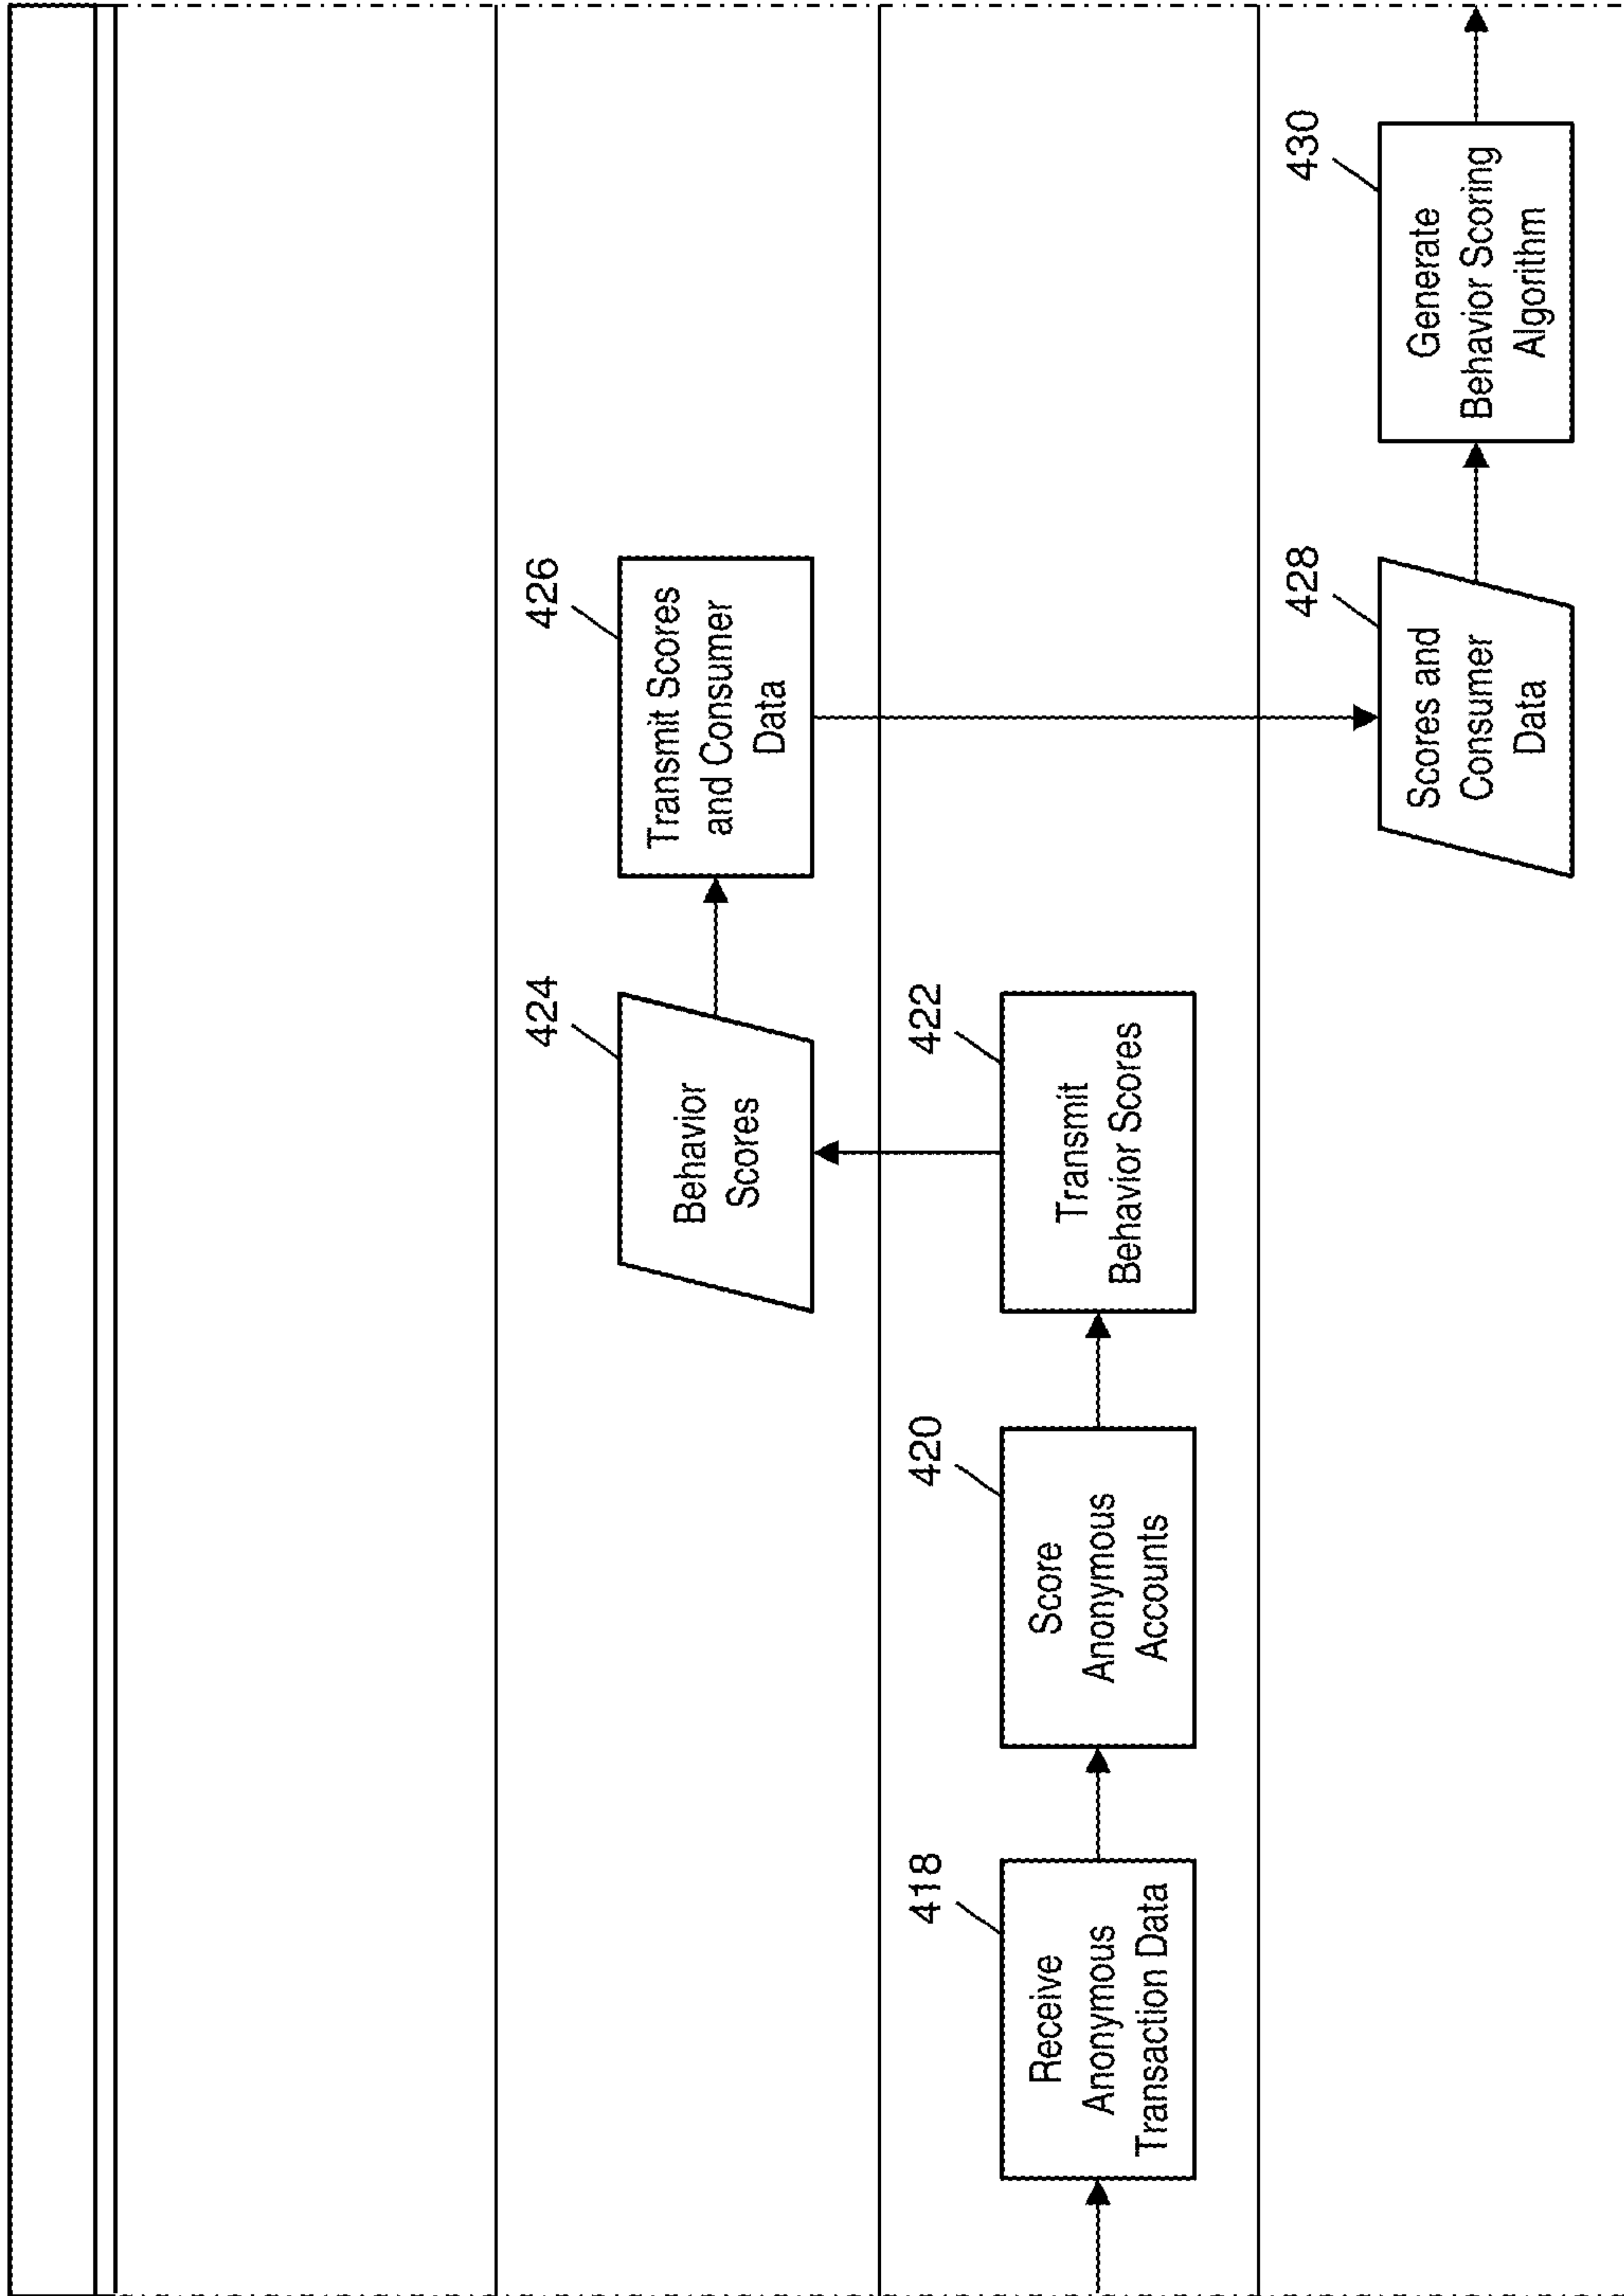 424
Behavior
Scores
426
Transmit Scores
and Consumer
Data
418
Receive
Anonymous
Transaction Data
420
Score
Anonymous
Accounts
422
Transmit
Behavior Scores
428
Scores and
Consumer
Data
430
Generate
Behavior Scoring
Algorithm